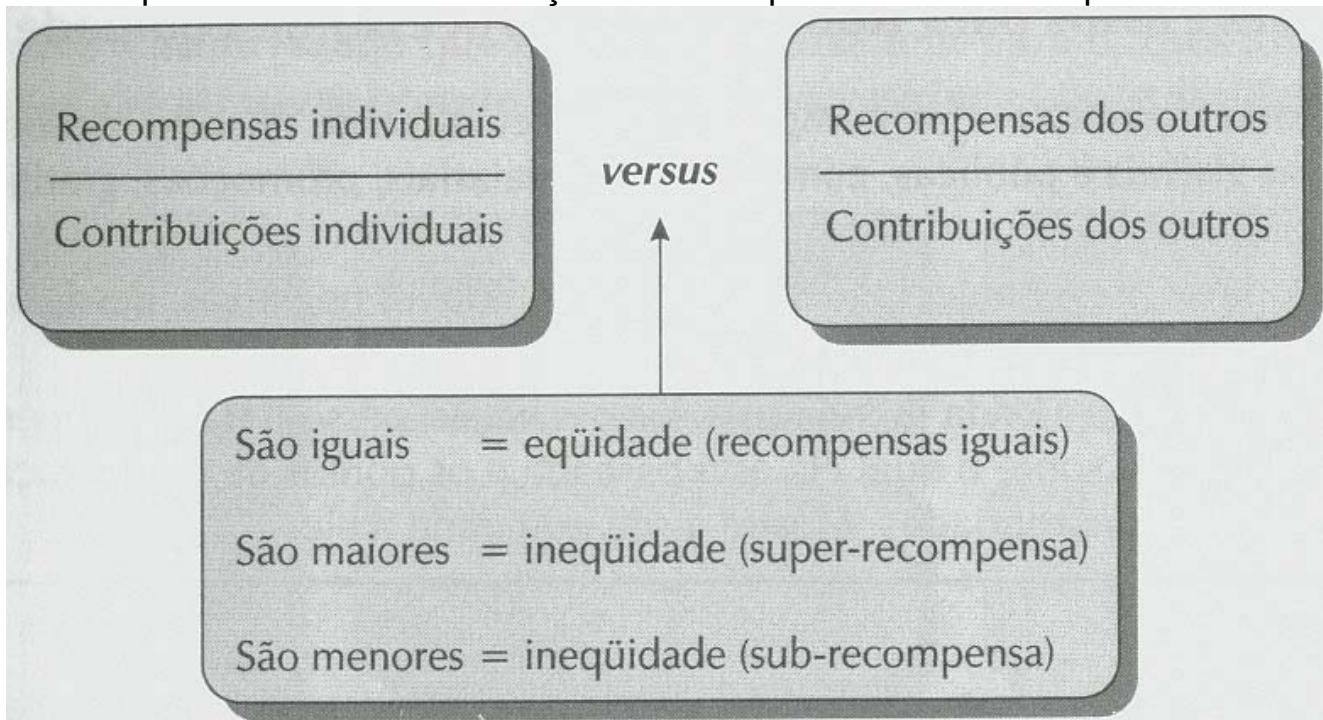 Recompensas individuais
Contribuições individuais
versus
Recompensas dos outros
Contribuições dos outros
São iguais = eqüidade (recompensas iguais)
São maiores = ineqüidade (super-recompensa)
São menores = ineqüidade (sub-recompensa)